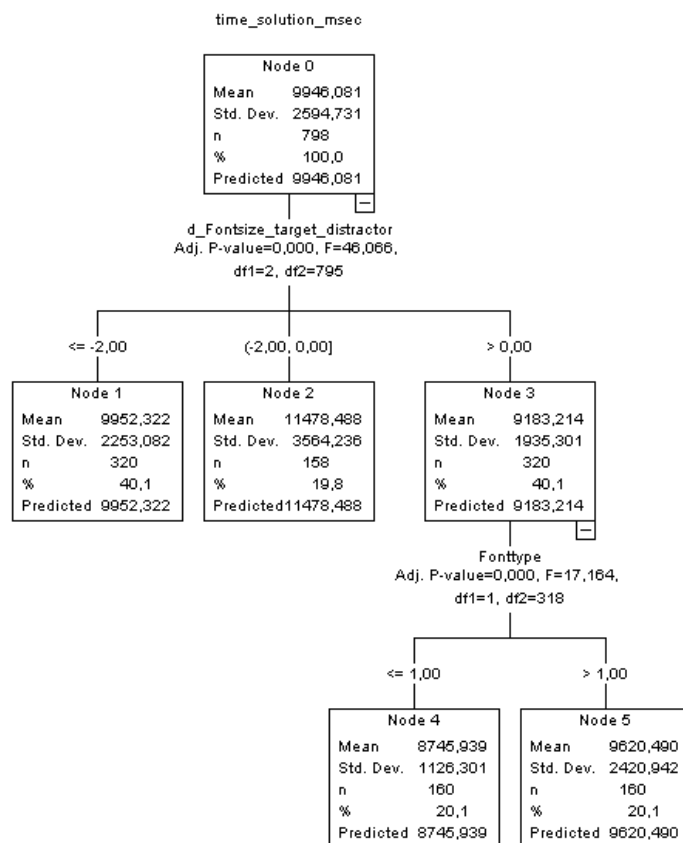 time_solution_msec
Node 0
Mean 9946,081
Std. Dev. 2594,731
n 798
% 100,0
Predicted 9946,081
d_Fontsize_target_distractor
Adj. P-value=0,000, F=46,066,
df1=2, df2=795
<= -2,00 (-2,00, 0,00] > 0,00
Node 1
Mean 9952,322
Std. Dev. 2253,082
n 320
% 40,1
Predicted 9952,322
Node 2
Mean 11478,488
Std. Dev. 3564,236
n 158
% 19,8
Predicted 11478,488
Node 3
Mean 9183,214
Std. Dev. 1935,301
n 320
% 40,1
Predicted 9183,214
Fonttype
Adj. P-value=0,000, F=17,164,
df1=1, df2=318
<= 1,00 > 1,00
Node 4
Mean 8745,939
Std. Dev. 1126,301
n 160
% 20,1
Predicted 8745,939
Node 5
Mean 9620,490
Std. Dev. 2420,942
n 160
% 20,1
Predicted 9620,490